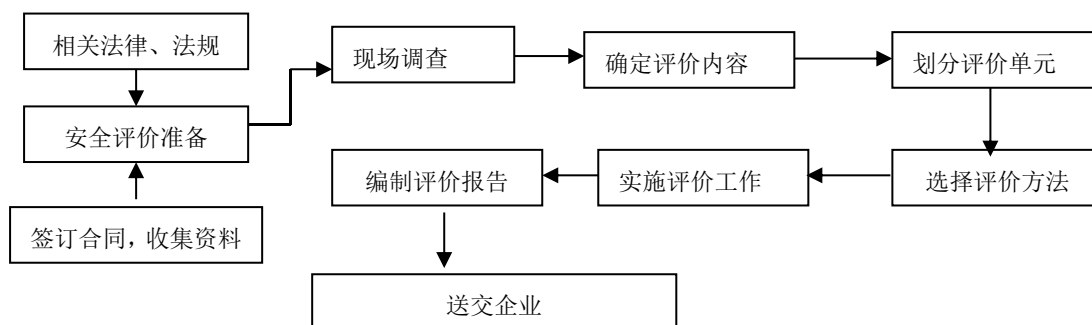 相关法律、法规
安全评价准备
签订合同，收集资料
现场调查
确定评价内容
划分评价单元
选择评价方法
实施评价工作
编制评价报告
送交企业